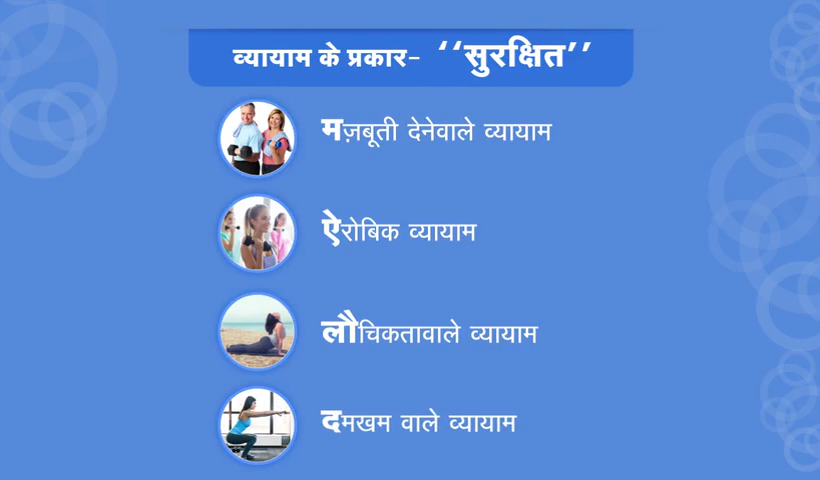 व्यायाम के प्रकार- ‘‘सुरक्षित’’
मज़बूती देनेवाले व्यायाम
ऐरोबिक व्यायाम
लौचिकतावाले व्यायाम
दमखम वाले व्यायाम